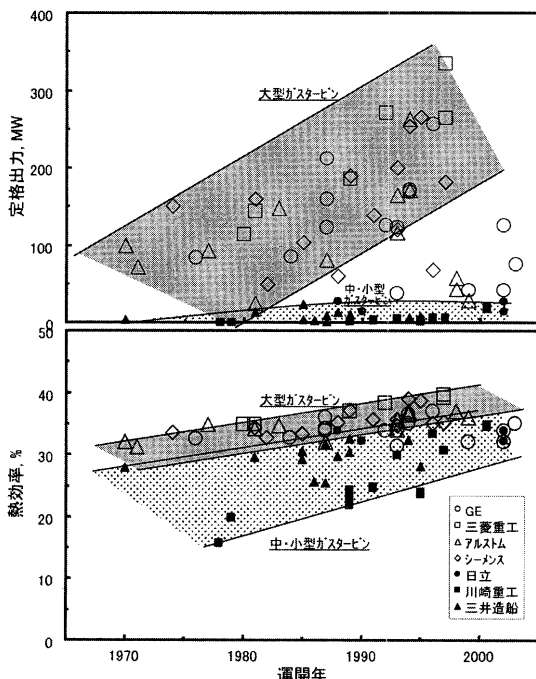 400
300
200
100
0
定格出力, MW
大型ガスタービン
中・小型
ガスタービン
50
40
30
20
10
0
熱効率, %
大型ガスタービン
中・小型ガスタービン
GE
三菱重工
アルストム
シーメンス
日立
川崎重工
三井造船
1970
1980
1990
2000
運開年